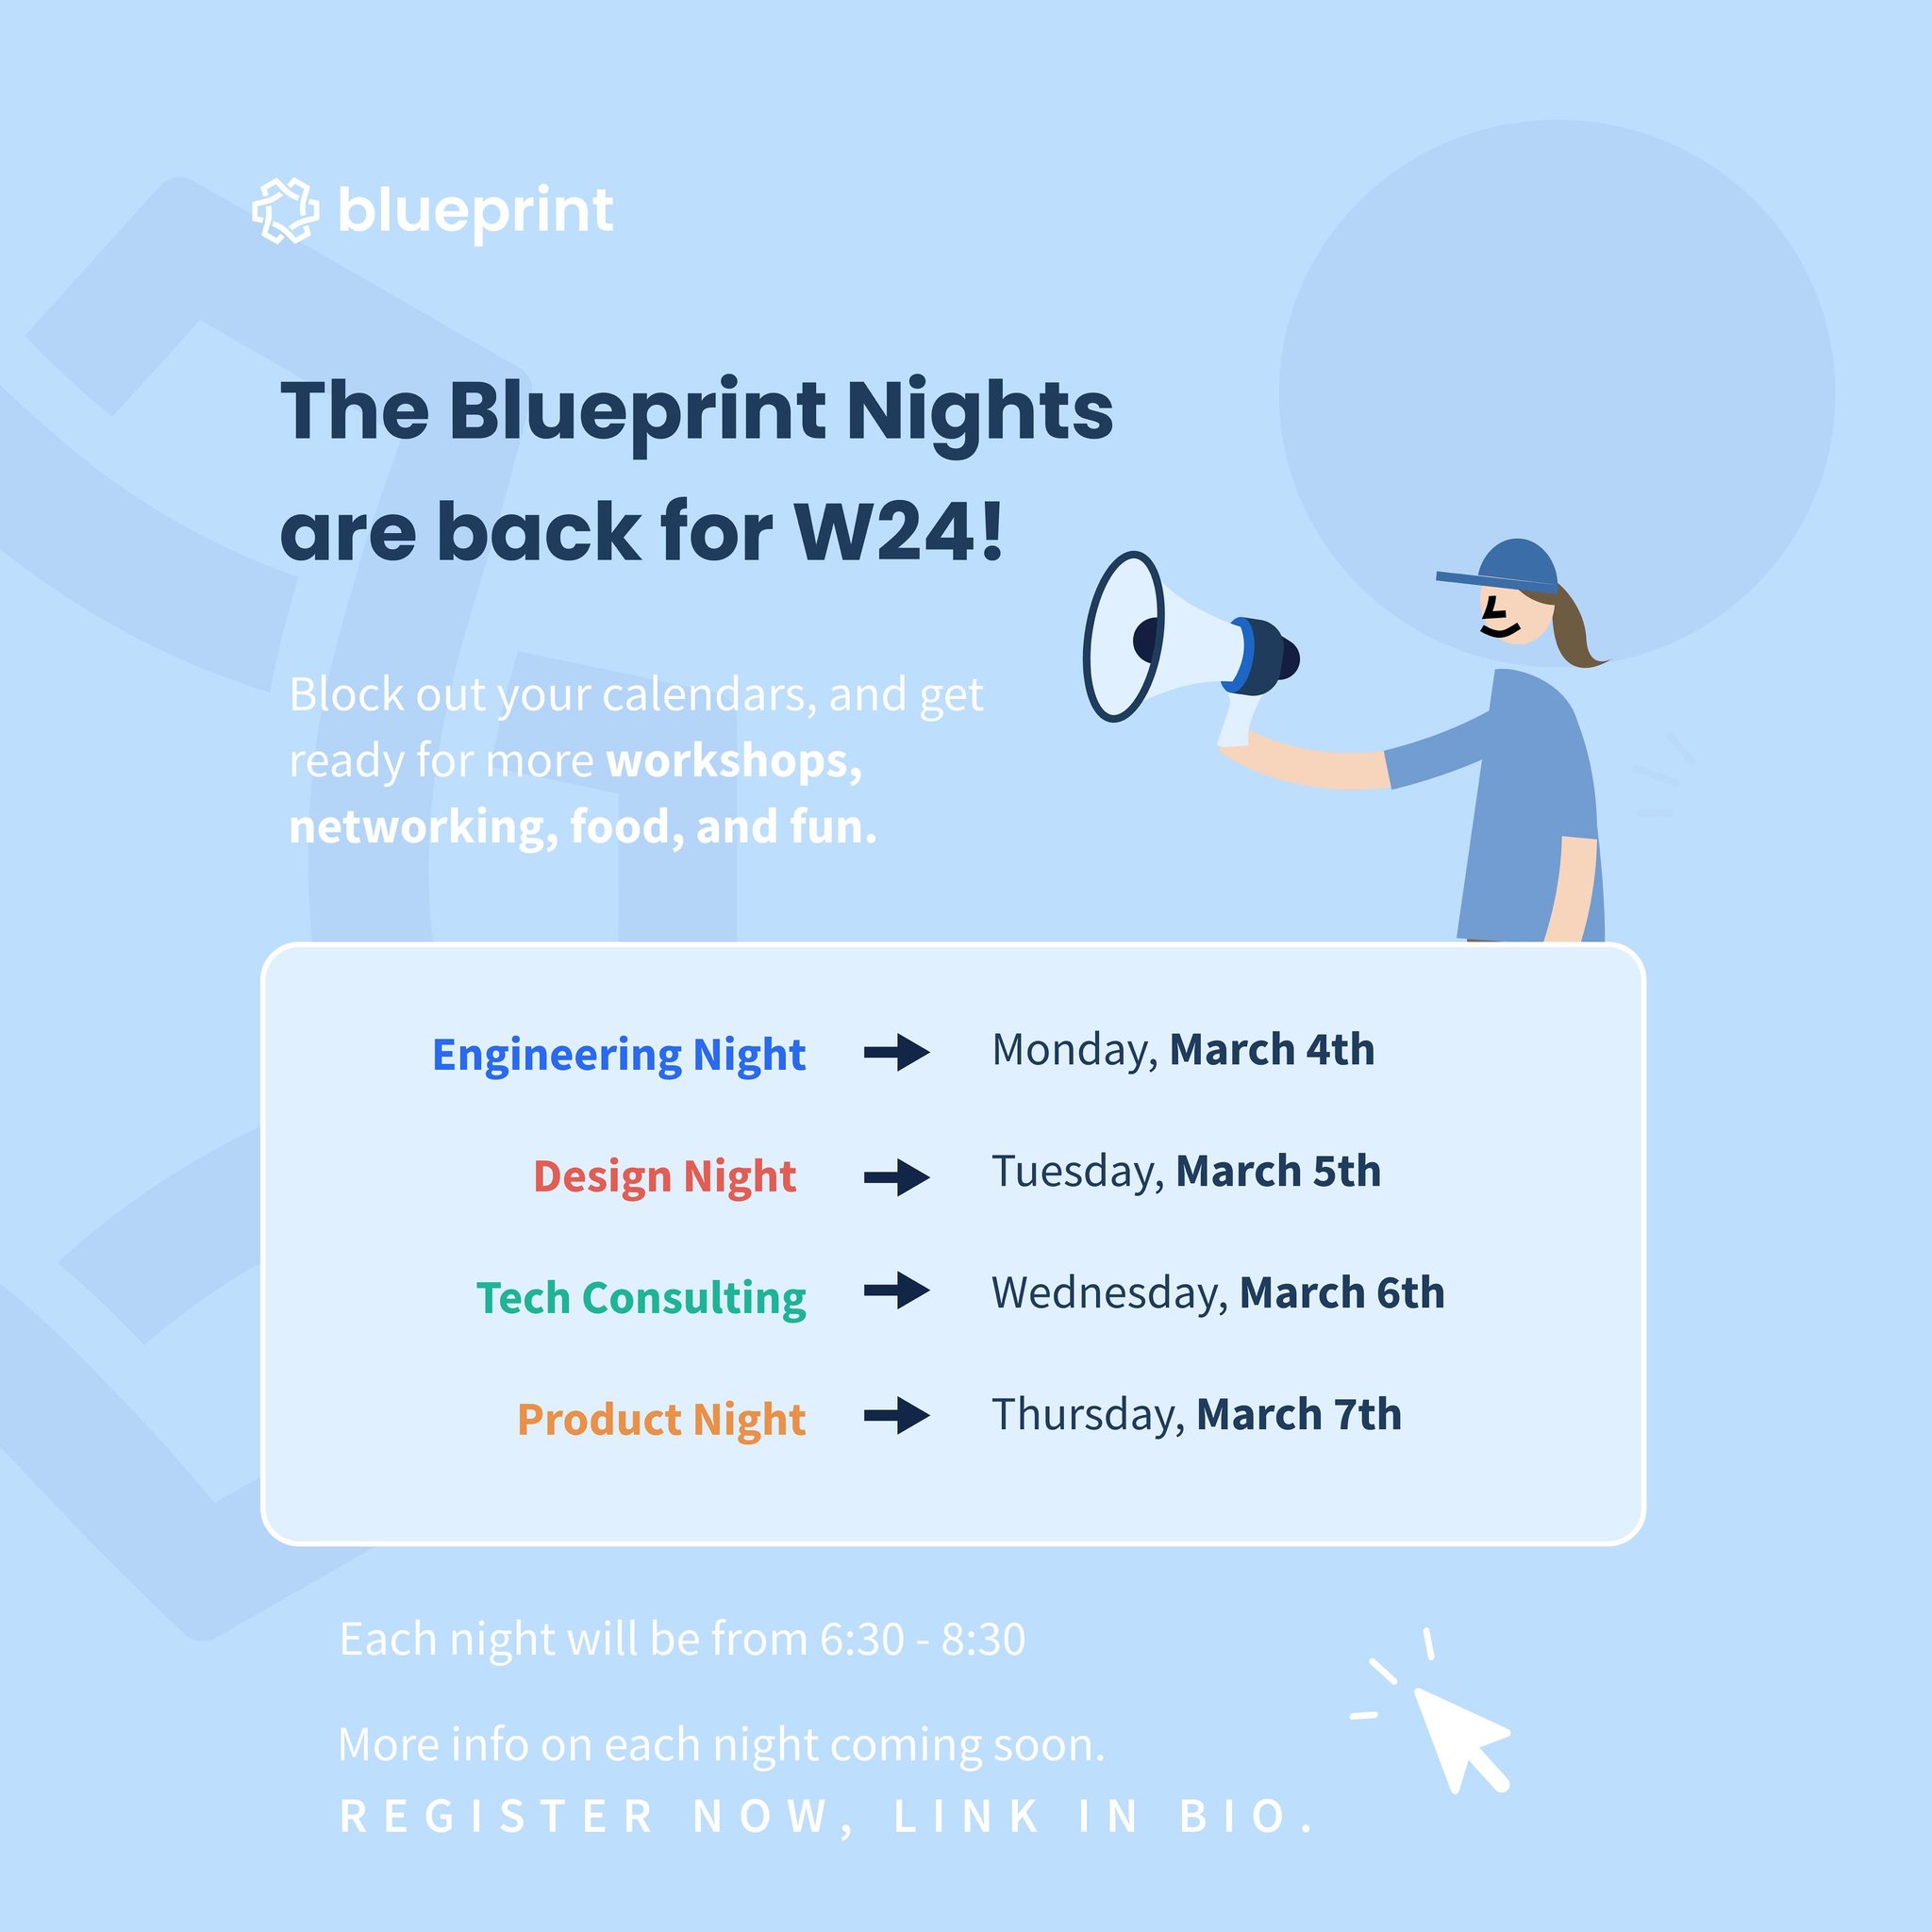 blueprint
The Blueprint Nights
are back for W24!
Block out your calendars, and get
ready for more workshops,
networking, food, and fun.
Engineering Night Monday, March 4th
Design Night Tuesday, March 5th
Tech Consulting Wednesday, March 6th
Product Night Thursday, March 7th
Each night will be from 6:30 - 8:30
More info on each night coming soon.
REGISTER NOW, LINK IN BIO.